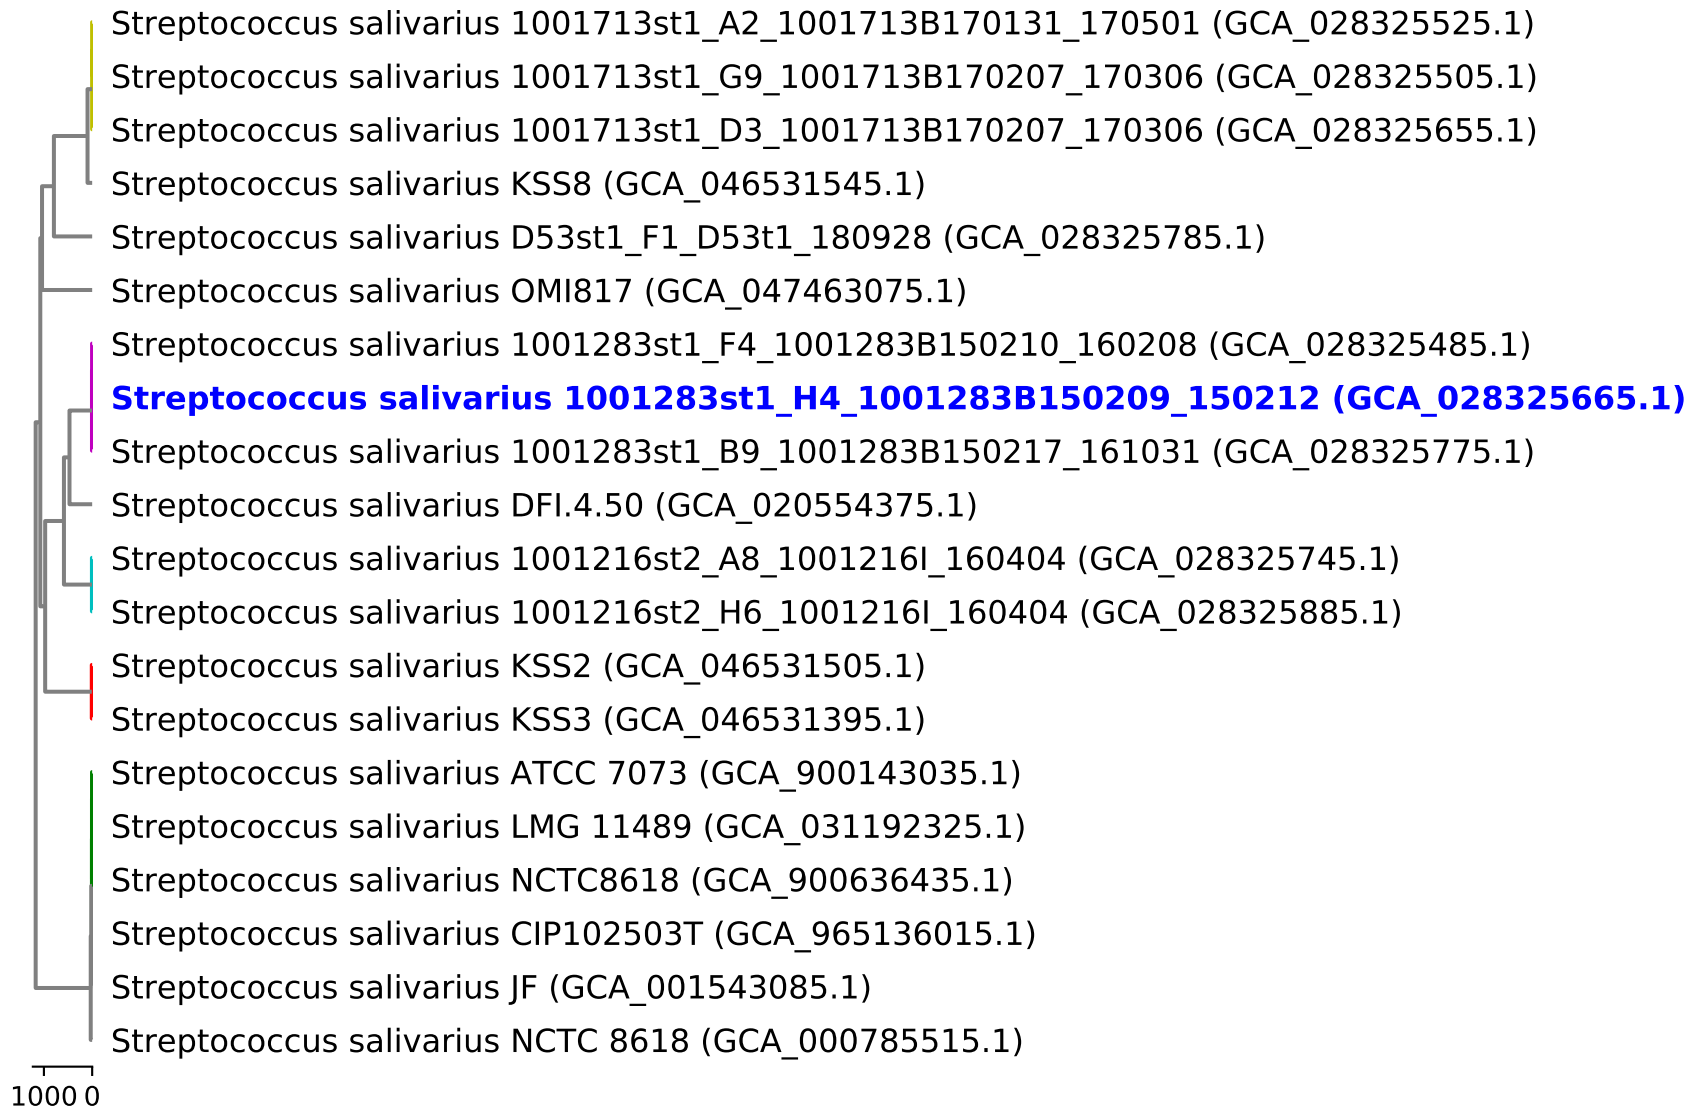 Streptococcus salivarius 1001713st1_A2_1001713B170131_170501 (GCA_028325525.1)
Streptococcus salivarius 1001713st1_G9_1001713B170207_170306 (GCA_028325505.1)
Streptococcus salivarius 1001713st1_D3_1001713B170207_170306 (GCA_028325655.1)
Streptococcus salivarius KSS8 (GCA_046531545.1)
Streptococcus salivarius D53st1_F1_D53t1_180928 (GCA_028325785.1)
Streptococcus salivarius OMI817 (GCA_047463075.1)
Streptococcus salivarius 1001283st1_F4_1001283B150210_160208 (GCA_028325485.1)
Streptococcus salivarius 1001283st1_H4_1001283B150209_150212 (GCA_028325665.1)
Streptococcus salivarius 1001283st1_B9_1001283B150217_161031 (GCA_028325775.1)
Streptococcus salivarius DFI.4.50 (GCA_020554375.1)
Streptococcus salivarius 1001216st2_A8_1001216I_160404 (GCA_028325745.1)
Streptococcus salivarius 1001216st2_H6_1001216I_160404 (GCA_028325885.1)
Streptococcus salivarius KSS2 (GCA_046531505.1)
Streptococcus salivarius KSS3 (GCA_046531395.1)
Streptococcus salivarius ATCC 7073 (GCA_900143035.1)
Streptococcus salivarius LMG 11489 (GCA_031192325.1)
Streptococcus salivarius NCTC8618 (GCA_900636435.1)
Streptococcus salivarius CIP102503T (GCA_965136015.1)
Streptococcus salivarius JF (GCA_001543085.1)
Streptococcus salivarius NCTC 8618 (GCA_000785515.1)
1000 0